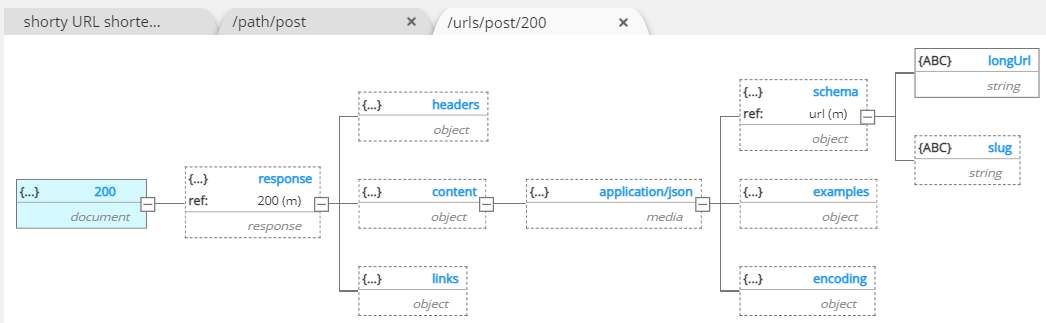 shorty URL shorte...
/path/post ×
/urls/post/200 ×
{...} 200
document
{...} response
ref: 200 (m)
response
{...} headers
object
{...} content
object
{...} links
object
{...} application/json
media
{...} schema
ref: url (m)
object
{...} examples
object
{...} encoding
object
{ABC} longUrl
string
{ABC} slug
string